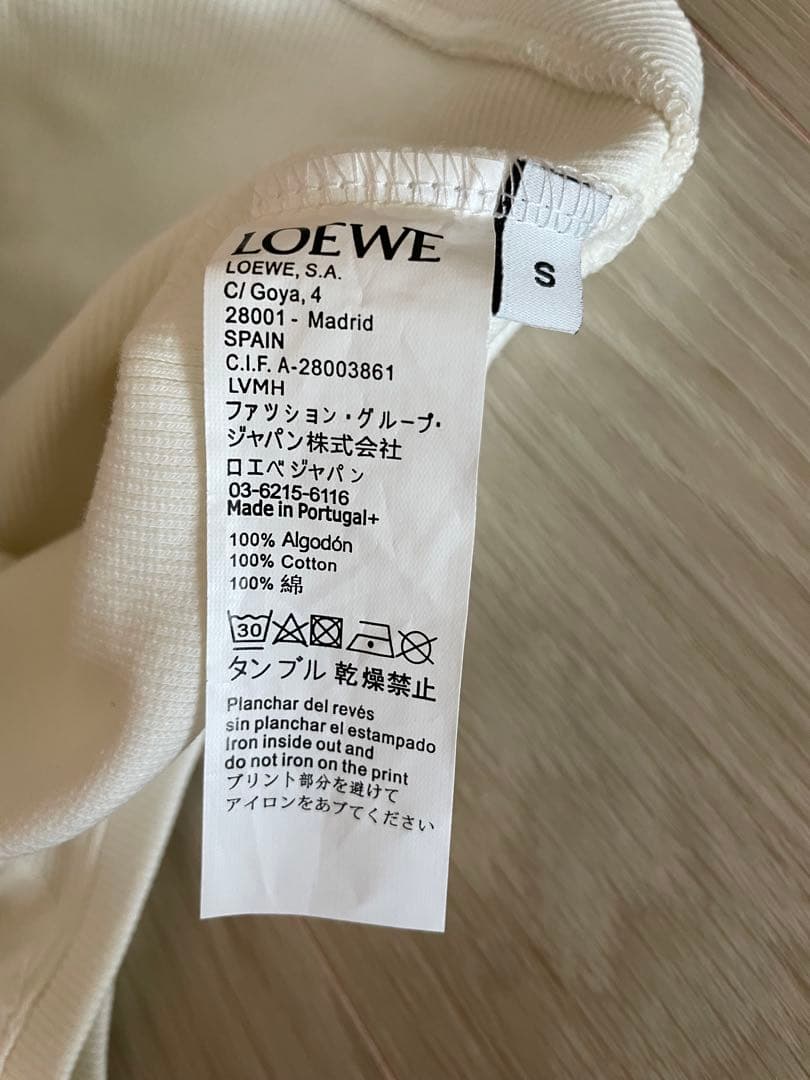 LOEWE
S
LOEWE, S.A.
C/ Goya, 4
28001 - Madrid
SPAIN
C.I.F. A-28003861
LVMH
ファツション・グループ・
ジャパン株式会社
ロエベジャパン
03-6215-6116
Made in Portugal+
100% Algodón
100% Cotton
100% 綿
30
タンブル 乾燥禁止
Planchar del revés
sin planchar el estampado
Iron inside out and
do not iron on the print
プリント部分を避けて
アイロンをあブてください